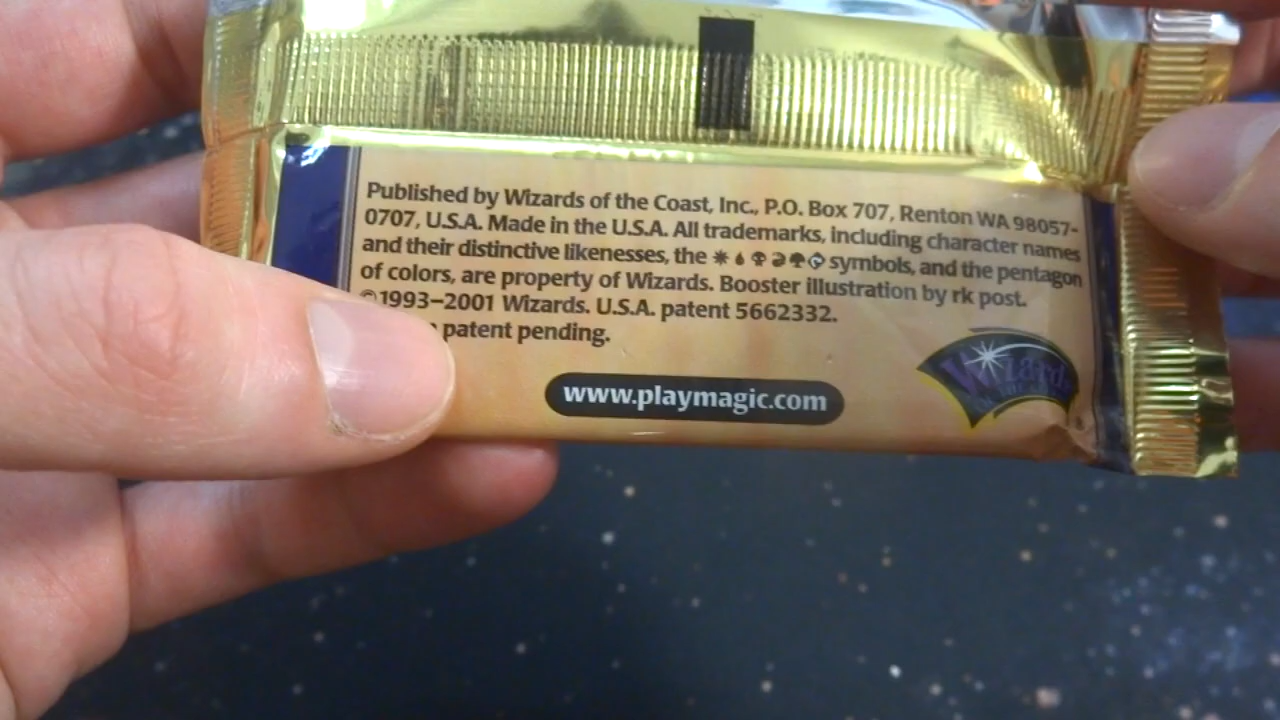 Published by Wizards of the Coast, Inc., P.O. Box 707, Renton WA 98057-
0707, U.S.A. Made in the U.S.A. All trademarks, including character names
and their distinctive likenesses, the symbols, and the pentagon
of colors, are property of Wizards. Booster illustration by rk post.
©1993–2001 Wizards. U.S.A. patent 5662332.
patent pending.
www.playmagic.com
Wizards